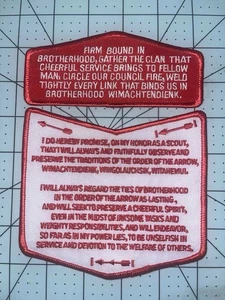 FIRM BOUND IN
BROTHERHOOD, GATHER THE CLAN THAT
CHEERFUL SERVICE BRINGS TO FELLOW
MAN, CIRCLE OUR COUNCIL FIRE, WELD
TIGHTLY EVERY LINK THAT BINDS US IN
BROTHERHOOD WIMACHTENDIENK.
I DO HEREBY PROMISE, ON MY HONOR AS A SCOUT,
THAT I WILL ALWAYS AND FAITHFULLY OBSERVE AND
PRESERVE THE TRADITIONS OF THE ORDER OF THE ARROW,
WIMACHTENDIENK, WINGOLAUCHSIK, WITAHEMUI.
I WILL ALWAYS REGARD THE TIES OF BROTHERHOOD
IN THE ORDER OF THE ARROW AS LASTING,
AND WILL SEEK TO PRESERVE A CHEERFUL SPIRIT,
EVEN IN THE MIDST OF IRKSOME TASKS AND
WEIGHTY RESPONSIBILITIES, AND WILL ENDEAVOR,
SO FAR AS IN MY POWER LIES, TO BE UNSELFISH IN
SERVICE AND DEVOTION TO THE WELFARE OF OTHERS.